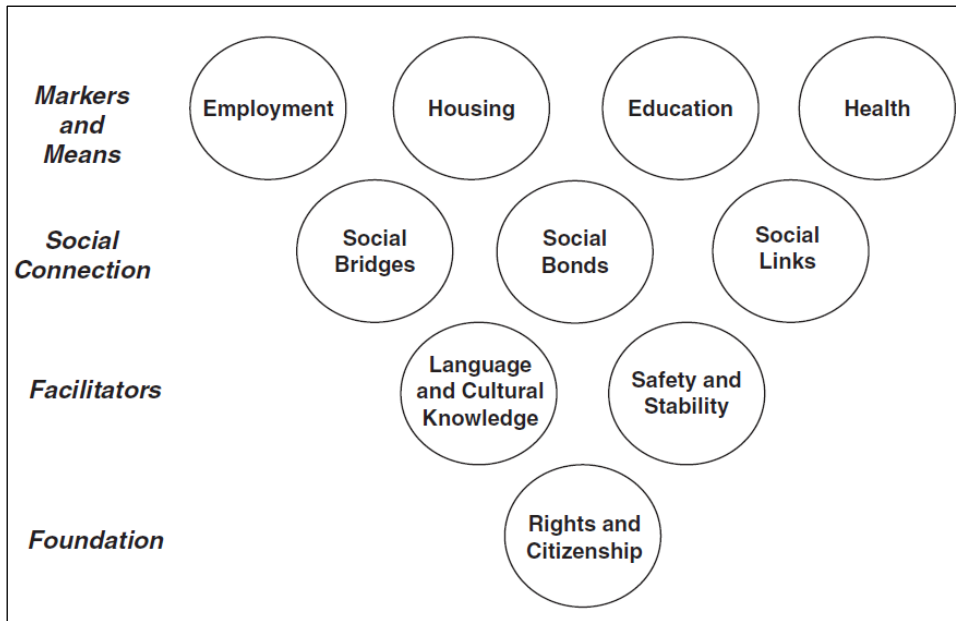 Markers
and
Means
Employment
Housing
Education
Health
Social
Connection
Social
Bridges
Social
Bonds
Social
Links
Facilitators
Language
and Cultural
Knowledge
Safety and
Stability
Foundation
Rights and
Citizenship